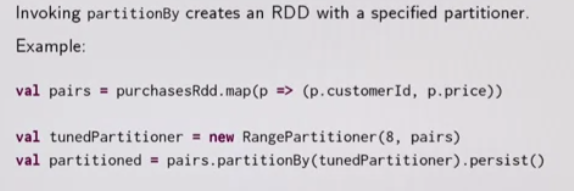 Invoking partitionBy creates an RDD with a specified partitioner.
Example:
val pairs = purchasesRdd.map(p => (p.customerId, p.price))
val tunedPartitioner = new RangePartitioner(8, pairs)
val partitioned = pairs.partitionBy(tunedPartitioner).persist()